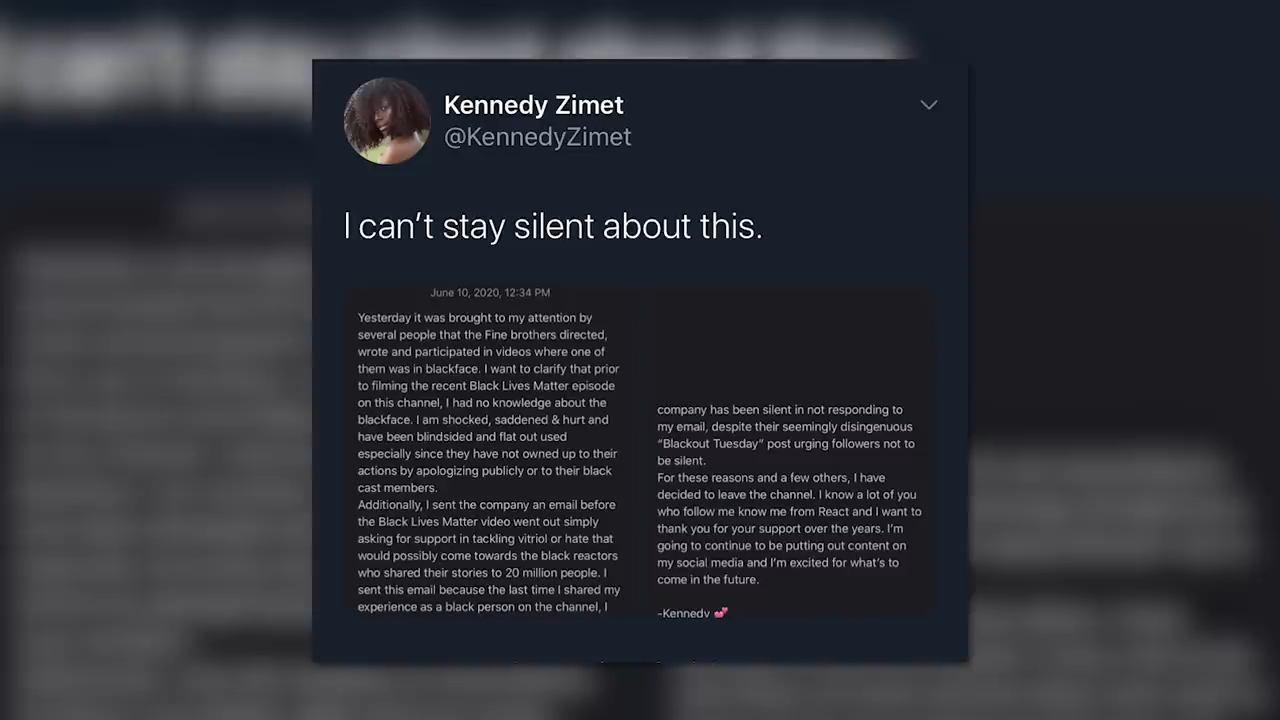 Kennedy Zimet
@KennedyZimet
I can’t stay silent about this.
June 10, 2020, 12:34 PM
Yesterday it was brought to my attention by
several people that the Fine brothers directed,
wrote and participated in videos where one of
them was in blackface. I want to clarify that prior
to filming the recent Black Lives Matter episode
on this channel, I had no knowledge about the
blackface. I am shocked, saddened & hurt and
have been blindsided and flat out used
especially since they have not owned up to their
actions by apologizing publicly or to their black
cast members.
Additionally, I sent the company an email before
the Black Lives Matter video went out simply
asking for support in tackling vitriol or hate that
would possibly come towards the black reactors
who shared their stories to 20 million people. I
sent this email because the last time I shared my
experience as a black person on the channel, I
company has been silent in not responding to
my email, despite their seemingly disingenuous
“Blackout Tuesday” post urging followers not to
be silent.
For these reasons and a few others, I have
decided to leave the channel. I know a lot of you
who follow me know me from React and I want to
thank you for your support over the years. I’m
going to continue to be putting out content on
my social media and I’m excited for what’s to
come in the future.
-Kennedy 💕